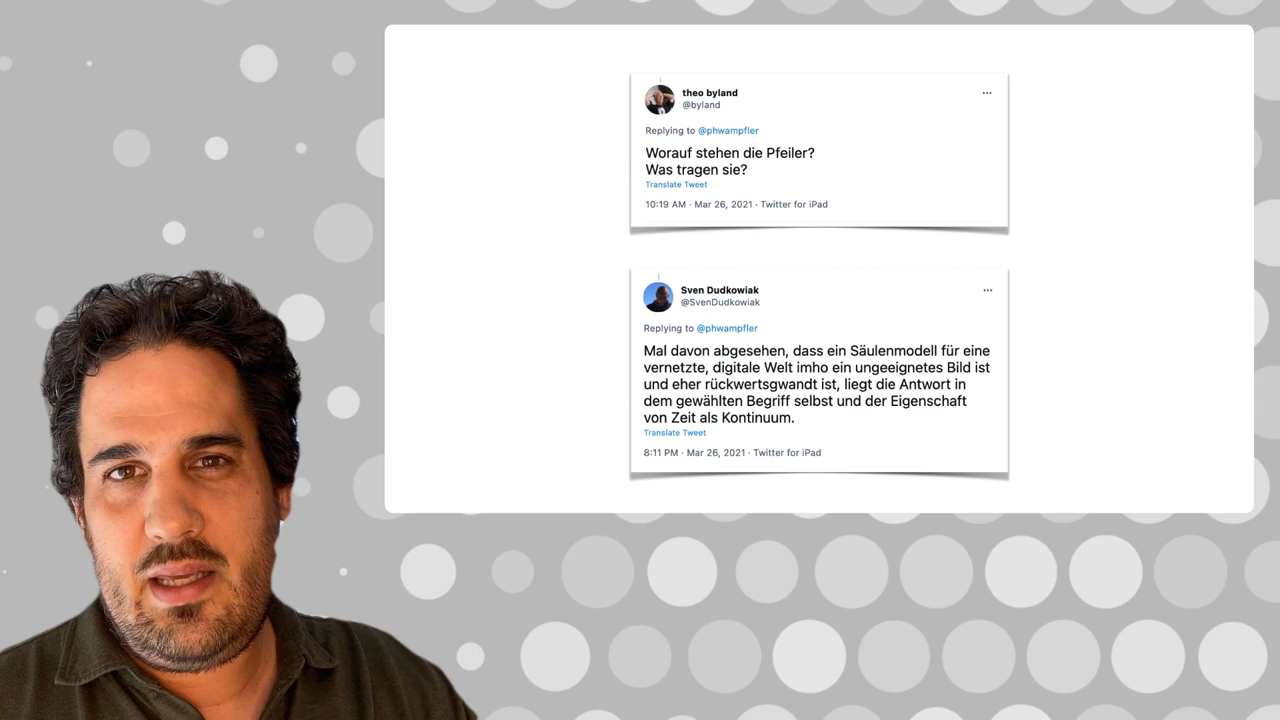 theo byland
@byland
Replying to @phwampfler
Worauf stehen die Pfeiler?
Was tragen sie?
Translate Tweet
10:19 AM · Mar 26, 2021 · Twitter for iPad
Sven Dudkowiak
@SvenDudkowiak
Replying to @phwampfler
Mal davon abgesehen, dass ein Säulenmodell für eine
vernetzte, digitale Welt imho ein ungeeignetes Bild ist
und eher rückwertsgwandt ist, liegt die Antwort in
dem gewählten Begriff selbst und der Eigenschaft
von Zeit als Kontinuum.
Translate Tweet
8:11 PM · Mar 26, 2021 · Twitter for iPad